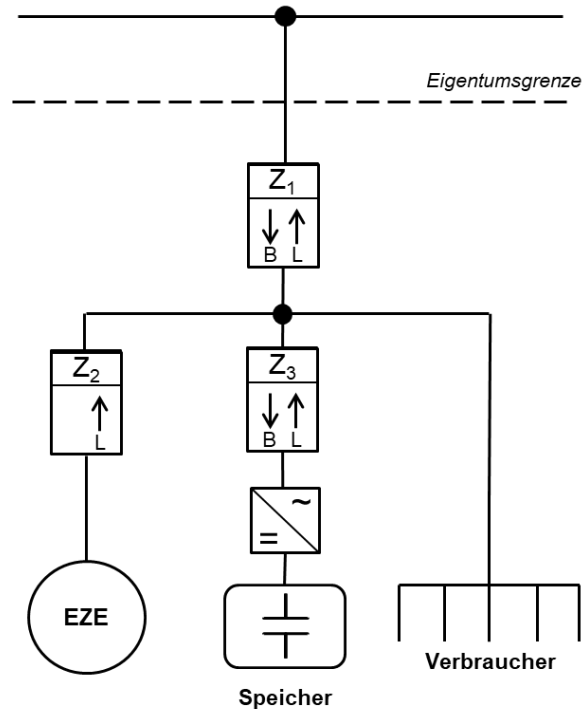 Eigentumsgrenze
Z₁
B L
Z₂
L
Z₃
B L
~
=
EZE
Speicher
Verbraucher